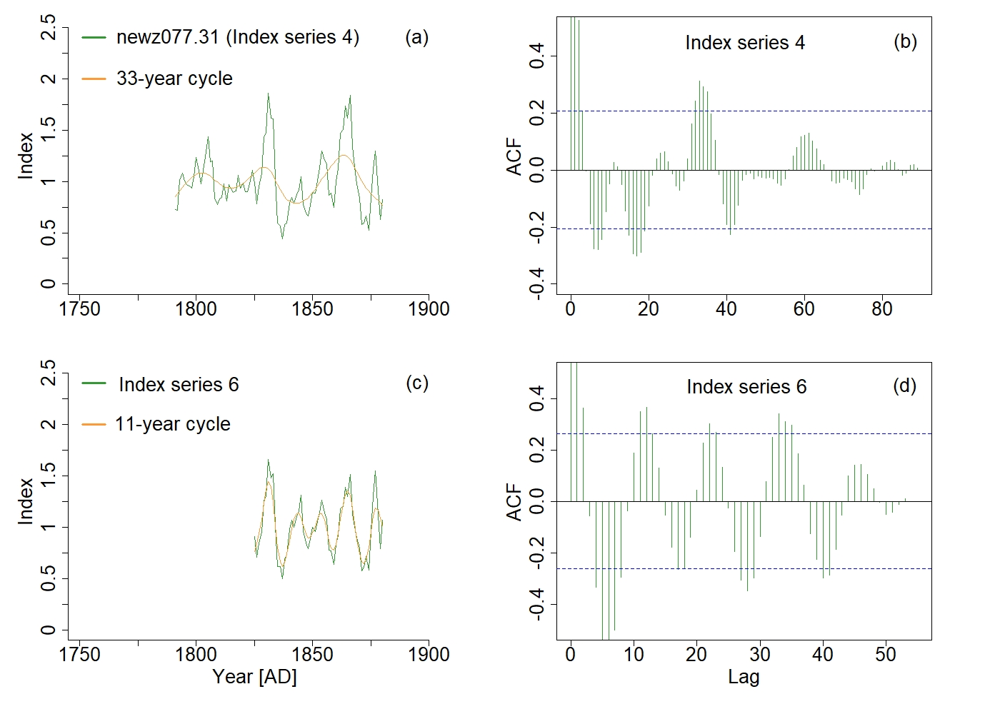 newz077.31 (Index series 4)
(a)
33-year cycle
Index
2.5
2
1.5
1
0.5
0
1750
1800
1850
1900
Index series 4
(b)
ACF
0.4
0.2
0.0
-0.2
-0.4
0
20
40
60
80
Index series 6
(c)
11-year cycle
Index
2.5
2
1.5
1
0.5
0
1750
1800
1850
1900
Year [AD]
Index series 6
(d)
ACF
0.4
0.2
0.0
-0.2
-0.4
0
10
20
30
40
50
Lag